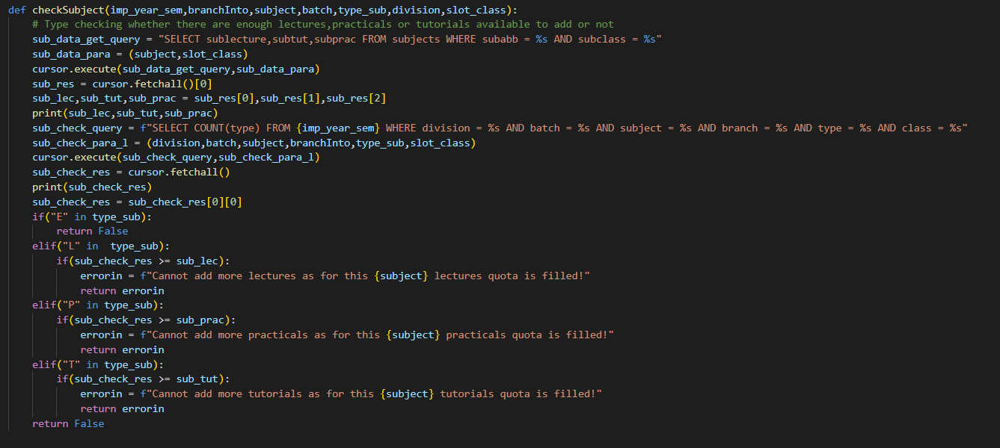 def checkSubject(imp_year_sem,branchInto,subject,batch,type_sub,division,slot_class):
    # Type checking whether there are enough lectures,practicals or tutorials available to add or not
    sub_data_get_query = "SELECT sublecture,subtut,subprac FROM subjects WHERE subabb = %s AND subclass = %s"
    sub_data_para = (subject,slot_class)
    cursor.execute(sub_data_get_query,sub_data_para)
    sub_res = cursor.fetchall()[0]
    sub_lec,sub_tut,sub_prac = sub_res[0],sub_res[1],sub_res[2]
    print(sub_lec,sub_tut,sub_prac)
    sub_check_query = f"SELECT COUNT(type) FROM {imp_year_sem} WHERE division = %s AND batch = %s AND subject = %s AND branch = %s AND type = %s AND class = %s"
    sub_check_para_l = (division,batch,subject,branchInto,type_sub,slot_class)
    cursor.execute(sub_check_query,sub_check_para_l)
    sub_check_res = cursor.fetchall()
    print(sub_check_res)
    sub_check_res = sub_check_res[0][0]
    if("E" in type_sub):
        return False
    elif("L" in  type_sub):
        if(sub_check_res >= sub_lec):
            errorin = f"Cannot add more lectures as for this {subject} lectures quota is filled!"
            return errorin
    elif("P" in type_sub):
        if(sub_check_res >= sub_prac):
            errorin = f"Cannot add more practicals as for this {subject} practicals quota is filled!"
            return errorin
    elif("T" in type_sub):
        if(sub_check_res >= sub_tut):
            errorin = f"Cannot add more tutorials as for this {subject} tutorials quota is filled!"
            return errorin
    return False